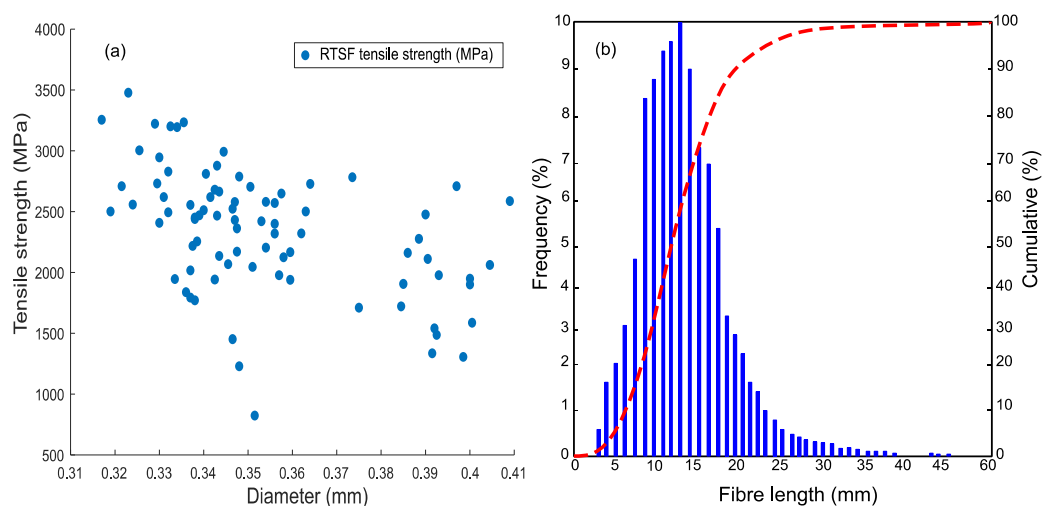 (a)
RTSF tensile strength (MPa)
Tensile strength (MPa)
4000
3500
3000
2500
2000
1500
1000
500
0.31 0.32 0.33 0.34 0.35 0.36 0.37 0.38 0.39 0.4 0.41
Diameter (mm)
(b)
Frequency (%)
10
9
8
7
6
5
4
3
2
1
0 5 10 15 20 25 30 35 40 45 60
Fibre length (mm)
100
90
80
70
60
50
40
30
20
10
0
Cumulative (%)